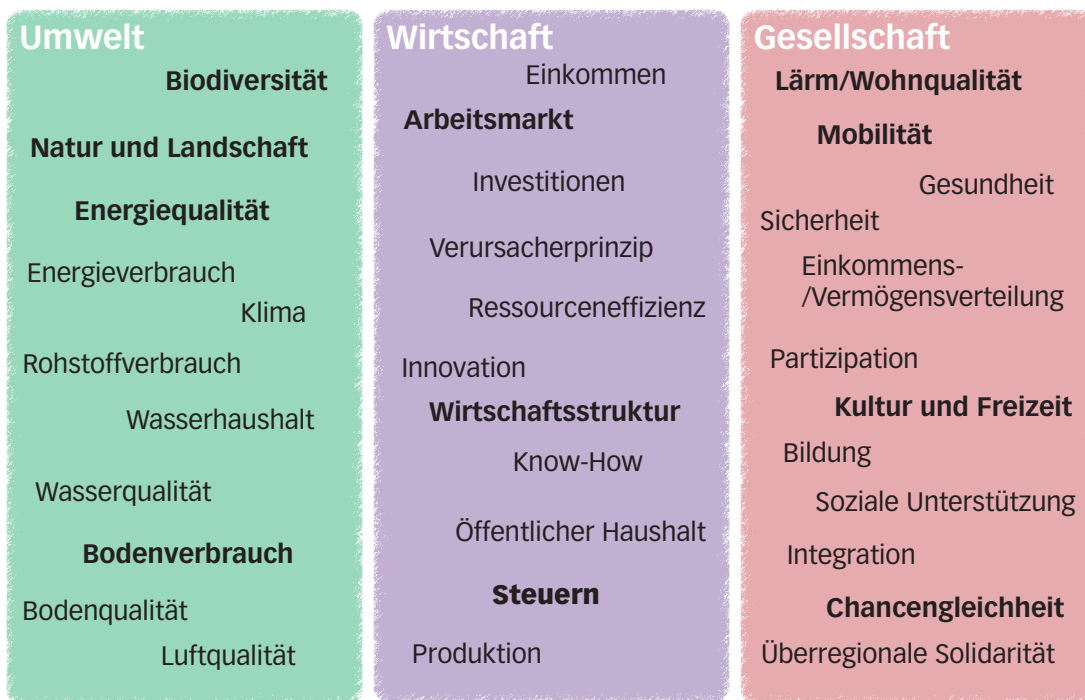 Umwelt
Biodiversität
Natur und Landschaft
Energiequalität
Energieverbrauch
Klima
Rohstoffverbrauch
Wasserhaushalt
Wasserqualität
Bodenverbrauch
Bodenqualität
Luftqualität
Wirtschaft
Einkommen
Arbeitsmarkt
Investitionen
Verursacherprinzip
Ressourceneffizienz
Innovation
Wirtschaftsstruktur
Know-How
Öffentlicher Haushalt
Steuern
Produktion
Gesellschaft
Lärm/Wohnqualität
Mobilität
Gesundheit
Sicherheit
Einkommens-
/Vermögensverteilung
Partizipation
Kultur und Freizeit
Bildung
Soziale Unterstützung
Integration
Chancengleichheit
Überregionale Solidarität